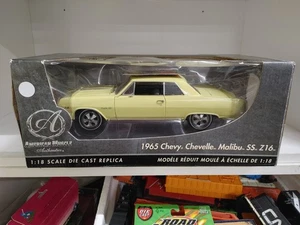 A
American Muscle
Authentics
1965 Chevy. Chevelle. Malibu. SS. Z16.
1:18 SCALE DIE CAST REPLICA
MODÈLE RÉDUIT MOULÉ À ÉCHELLE DE 1:18
ROAD